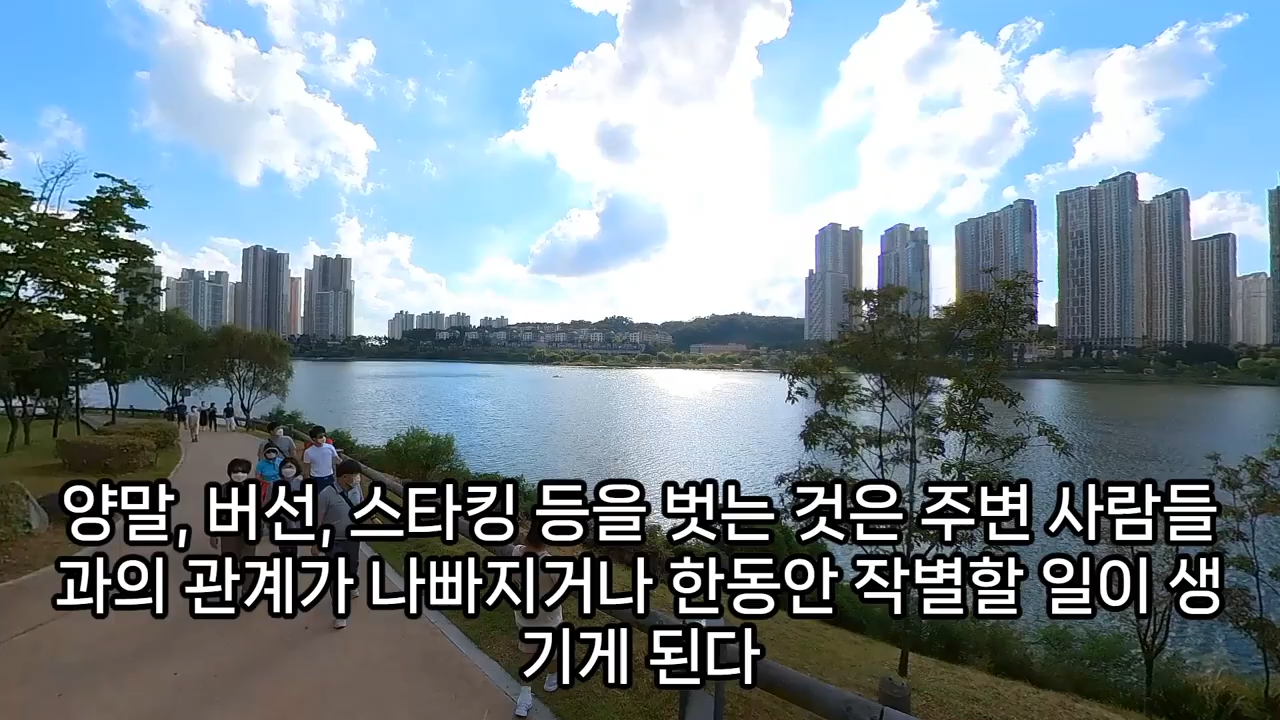 양말, 버선, 스타킹 등을 벗는 것은 주변 사람들
과의 관계가 나빠지거나 한동안 작별할 일이 생
기게 된다